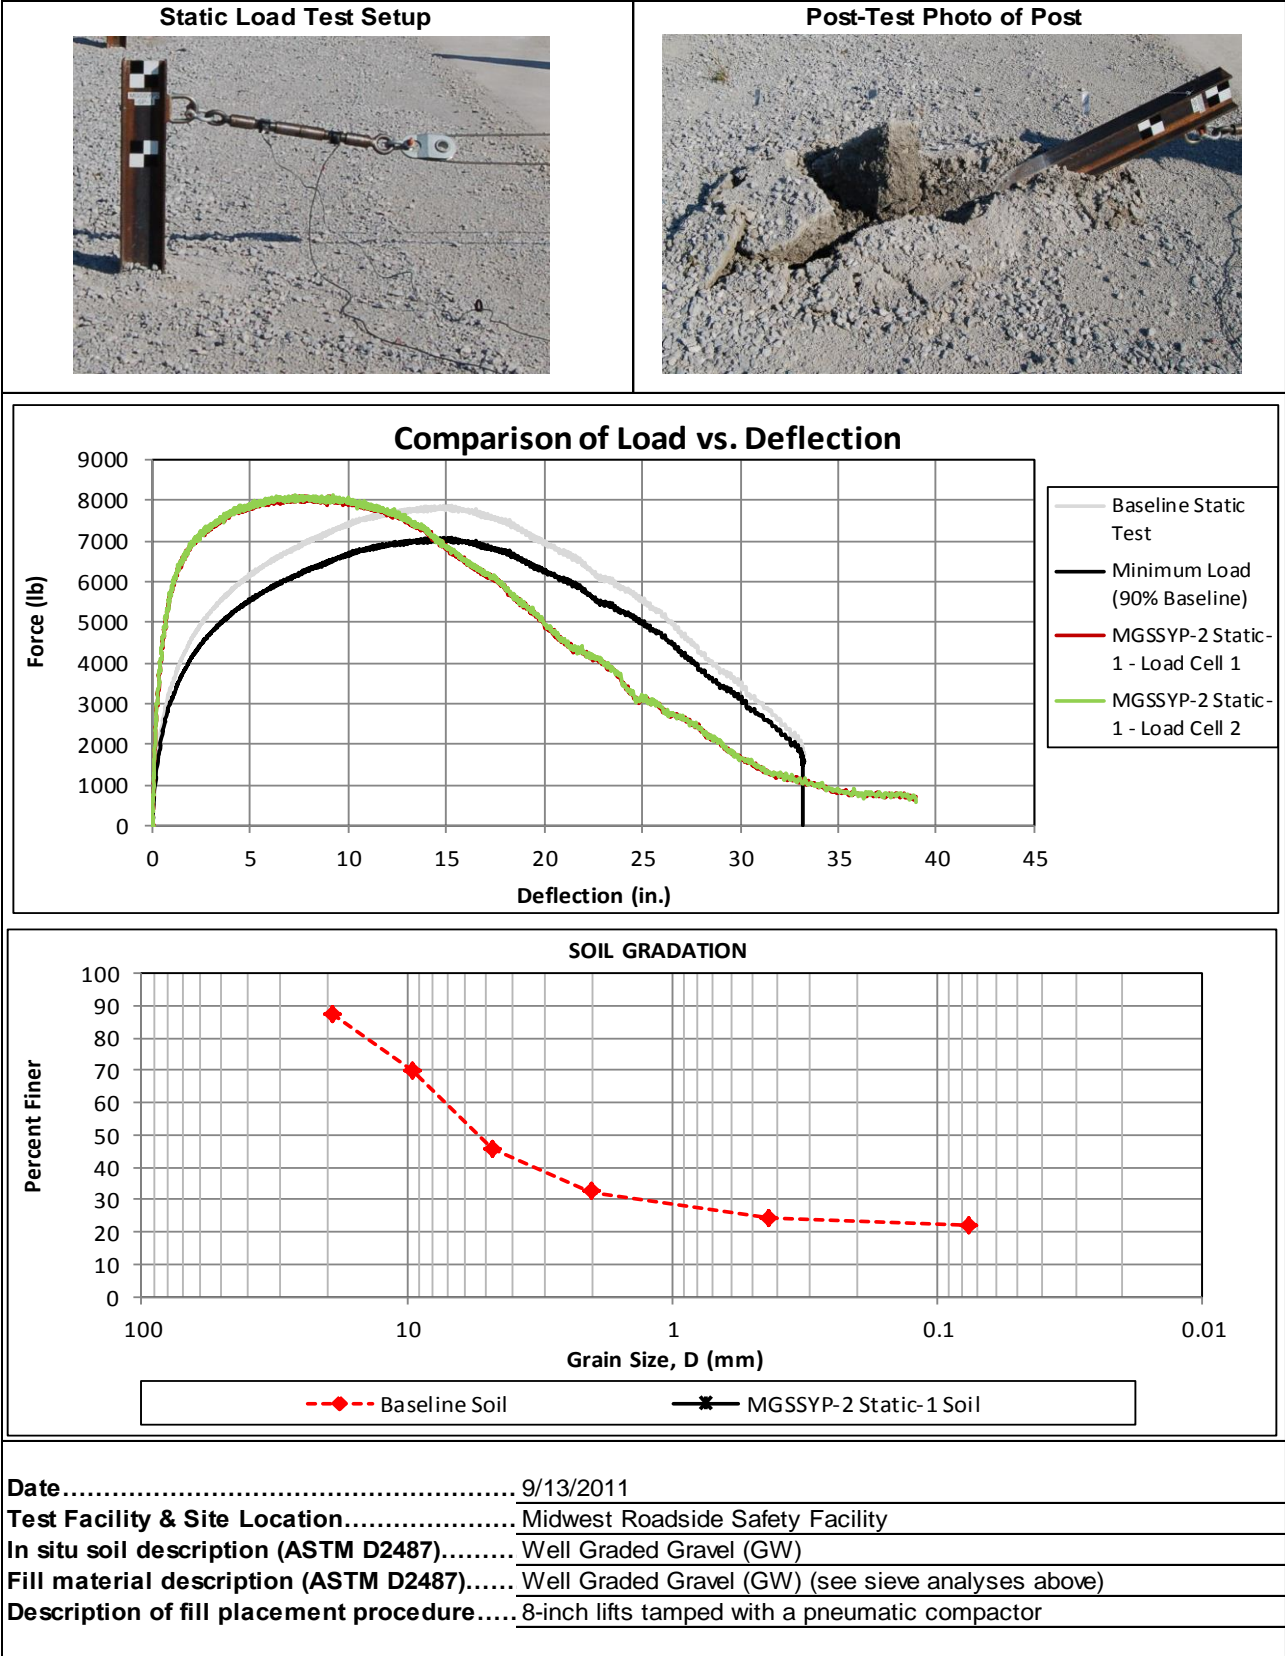 Static Load Test Setup
Post-Test Photo of Post
Comparison of Load vs. Deflection
Force (lb)
9000
8000
7000
6000
5000
4000
3000
2000
1000
0
0 5 10 15 20 25 30 35 40 45
Deflection (in.)
Baseline Static
Test
Minimum Load
(90% Baseline)
MGSSYP-2 Static-
1 - Load Cell 1
MGSSYP-2 Static-
1 - Load Cell 2
SOIL GRADATION
Percent Finer
100
90
80
70
60
50
40
30
20
10
0
100 10 1 0.1 0.01
Grain Size, D (mm)
Baseline Soil MGSSYP-2 Static-1 Soil
Date....................................................... 9/13/2011
Test Facility & Site Location..................... Midwest Roadside Safety Facility
In situ soil description (ASTM D2487)......... Well Graded Gravel (GW)
Fill material description (ASTM D2487)...... Well Graded Gravel (GW) (see sieve analyses above)
Description of fill placement procedure..... 8-inch lifts tamped with a pneumatic compactor